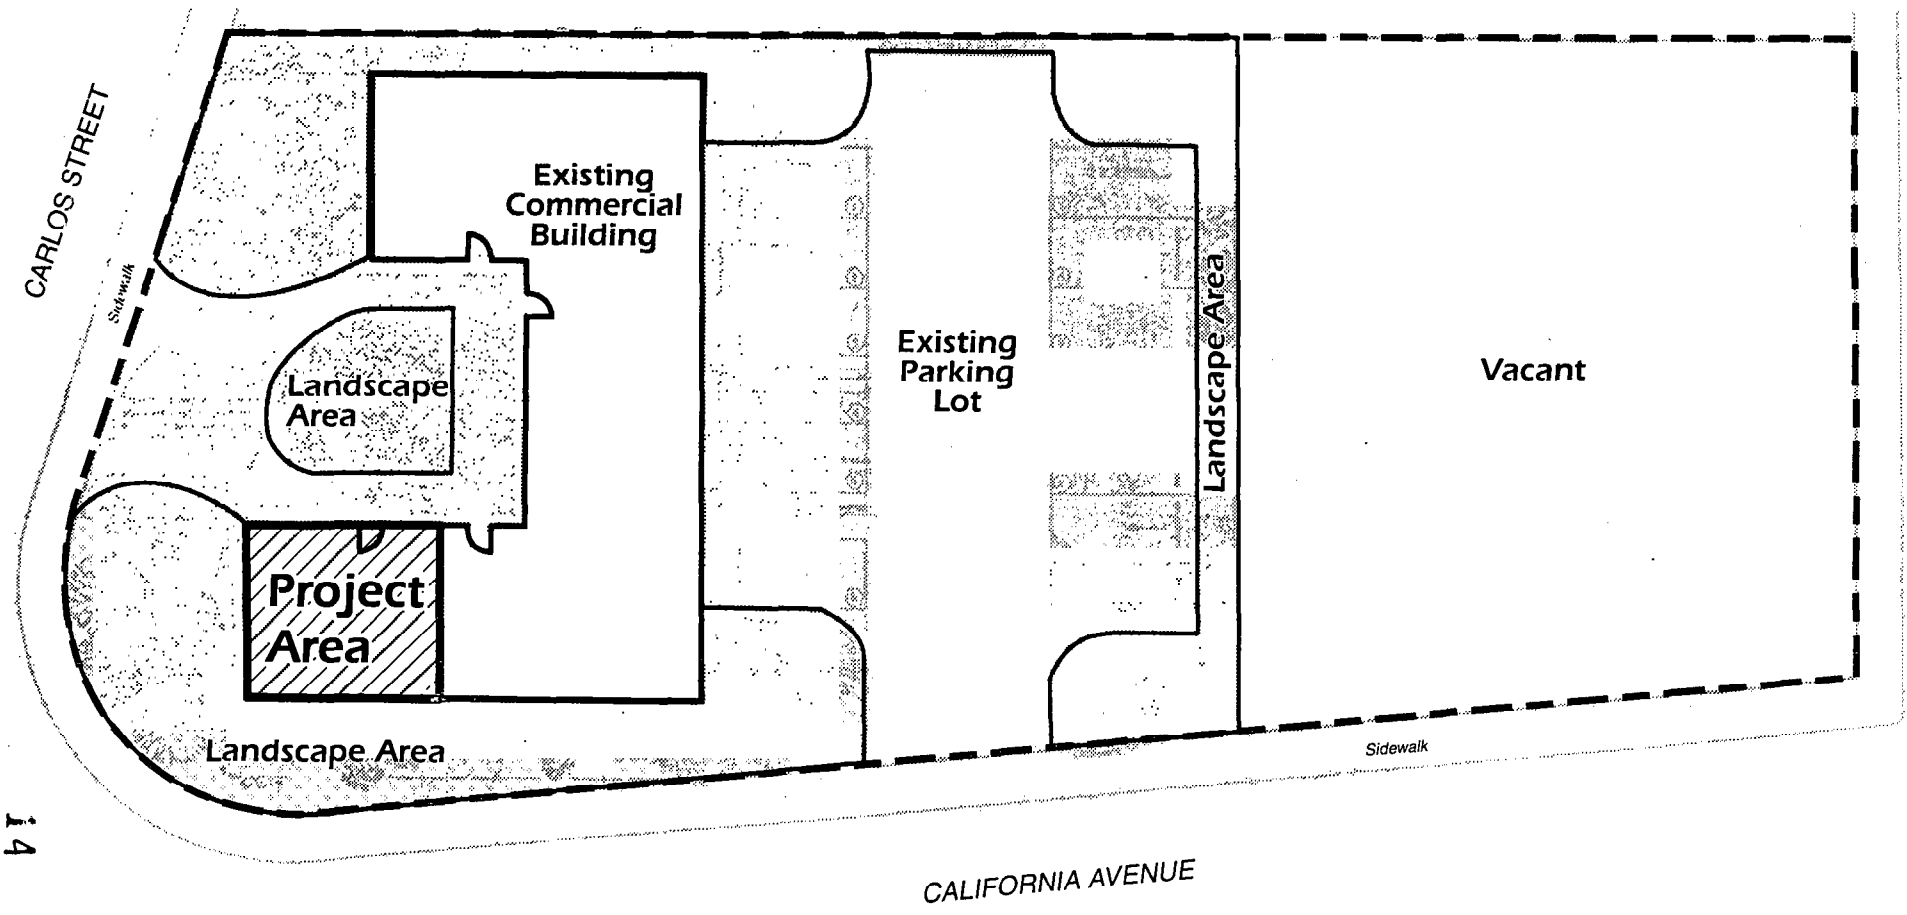 CARLOS STREET
Sidewalk
Existing
Commercial
Building
Landscape
Area
Project
Area
Landscape Area
Existing
Parking
Lot
Landscape Area
Vacant
Sidewalk
CALIFORNIA AVENUE
14